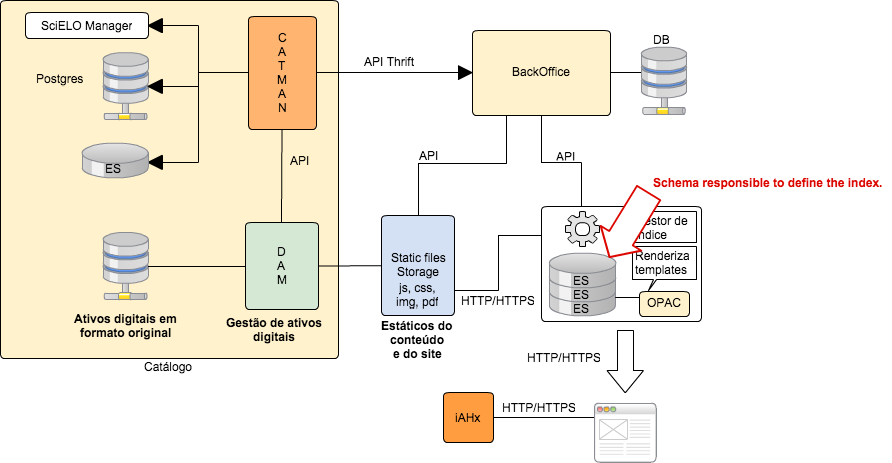 SciELO Manager
Postgres
ES
C
A
T
M
A
N
API
API Thrift
BackOffice
DB
API
API
Schema responsible to define the index.
D
A
M
Ativos digitais em
formato original
Gestão de ativos
digitais
Catálogo
Static files
Storage
js, css,
img, pdf
Estáticos do
conteúdo
e do site
HTTP/HTTPS
estor de
ndice
Renderiza
templates
ES
ES
ES
OPAC
HTTP/HTTPS
iAHx
HTTP/HTTPS